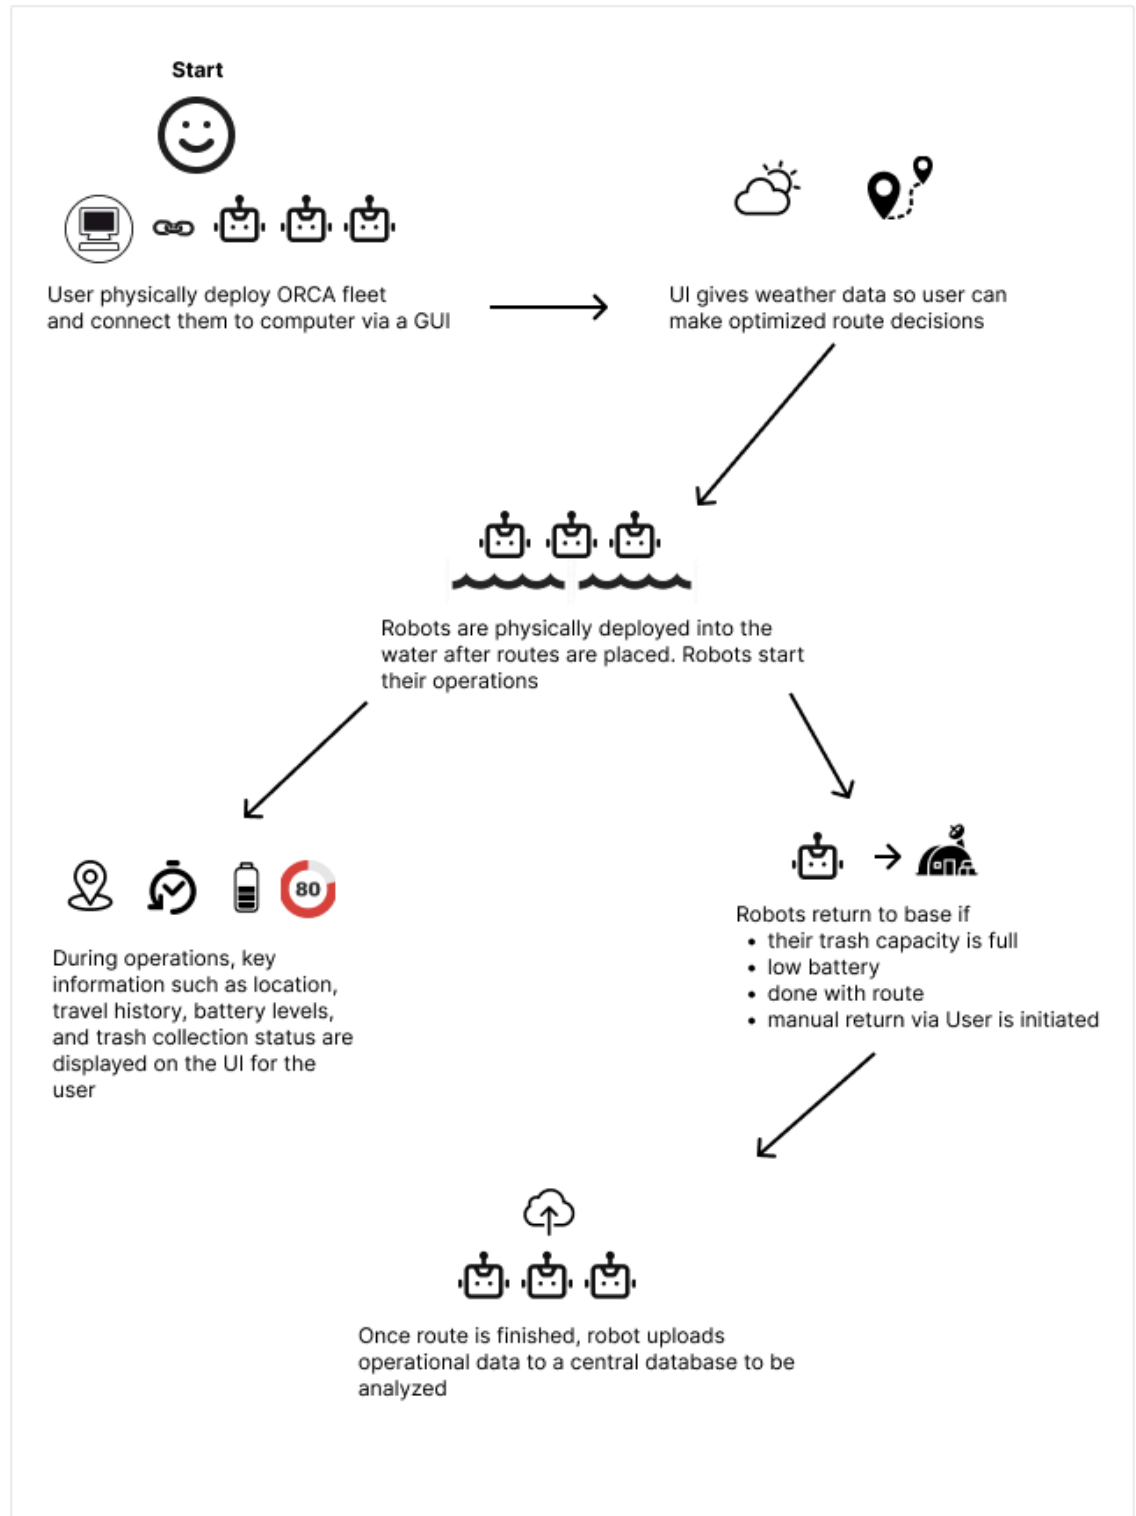 Start
User physically deploy ORCA fleet
and connect them to computer via a GUI
UI gives weather data so user can
make optimized route decisions
Robots are physically deployed into the
water after routes are placed. Robots start
their operations
80
During operations, key
information such as location,
travel history, battery levels,
and trash collection status are
displayed on the UI for the
user
Robots return to base if
• their trash capacity is full
• low battery
• done with route
• manual return via User is initiated
Once route is finished, robot uploads
operational data to a central database to be
analyzed